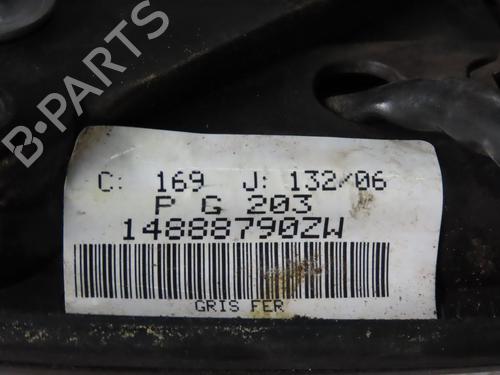 B-PARTS
C: 169 J: 132/06
P G 203
14888790ZW
GRIS FER